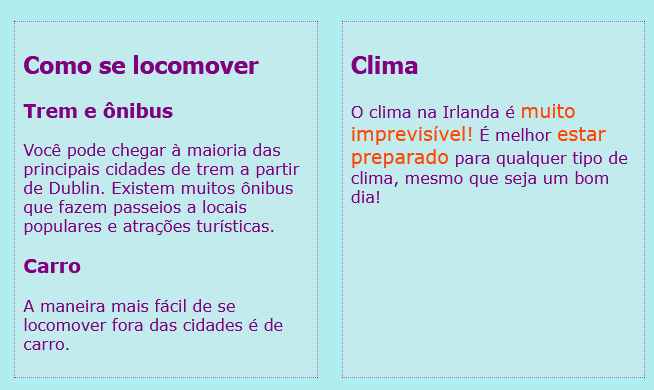 Como se locomover
Trem e ônibus
Você pode chegar à maioria das
principais cidades de trem a partir
de Dublin. Existem muitos ônibus
que fazem passeios a locais
populares e atrações turísticas.
Carro
A maneira mais fácil de se
locomover fora das cidades é de
carro.
Clima
O clima na Irlanda é muito
imprevisível! É melhor estar
preparado para qualquer tipo de
clima, mesmo que seja um bom
dia!